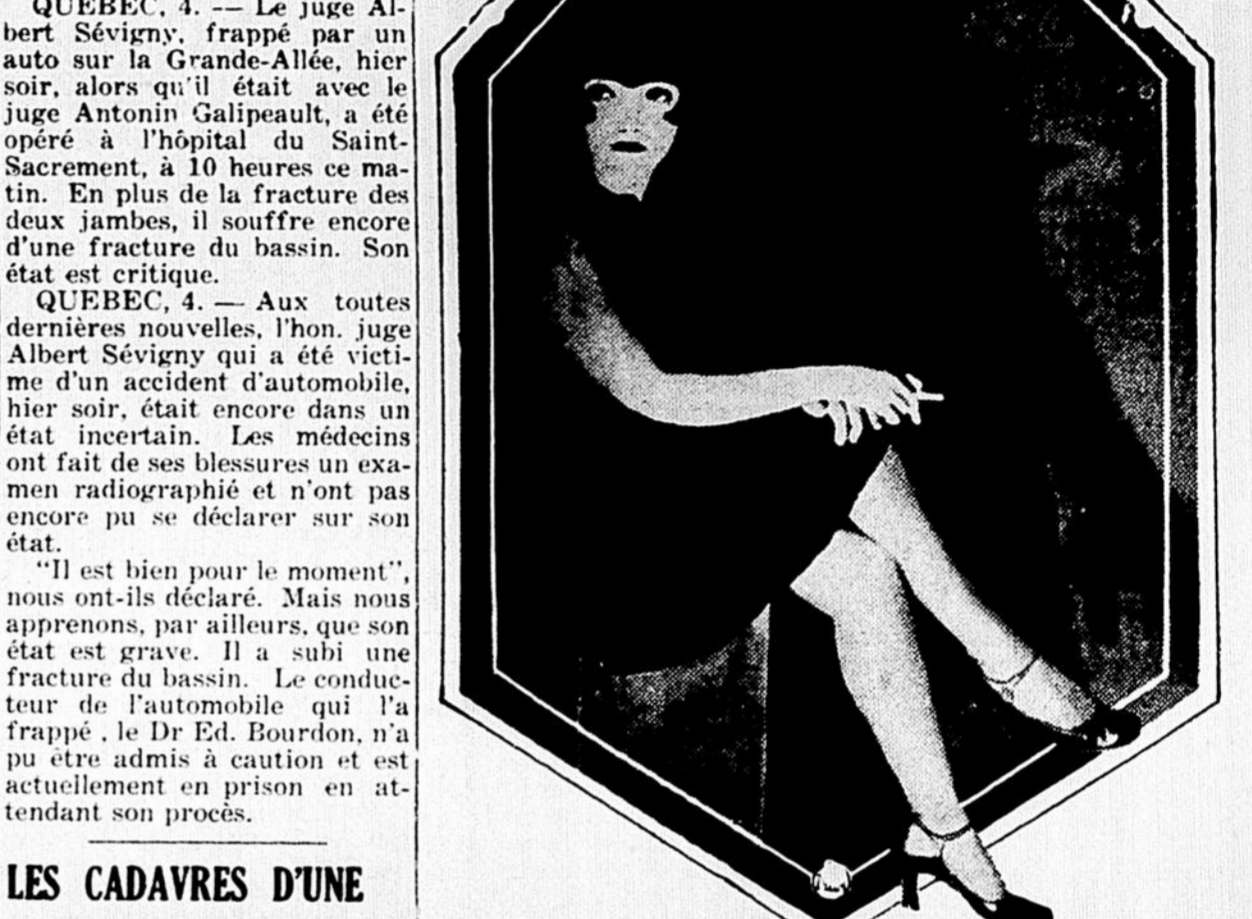 QUEBEC, 4. -- Le juge Al-
bert Sévigny, frappé par un
auto sur la Grande-Allée, hier
soir, alors qu'il était avec le
juge Antonin Galipeault, a été
opéré à l'hôpital du Saint-
Sacrement, à 10 heures ce ma-
tin. En plus de la fracture des
deux jambes, il souffre encore
d'une fracture du bassin. Son
état est critique.
QUEBEC, 4. — Aux toutes
dernières nouvelles, l'hon. juge
Albert Sévigny qui a été victi-
me d'un accident d'automobile,
hier soir, était encore dans un
état incertain. Les médecins
ont fait de ses blessures un exa-
men radiographié et n'ont pas
encore pu se déclarer sur son
état.
"Il est bien pour le moment",
nous ont-ils déclaré. Mais nous
apprenons, par ailleurs, que son
état est grave. Il a subi une
fracture du bassin. Le conduc-
teur de l'automobile qui l'a
frappé , le Dr Ed. Bourdon, n'a
pu être admis à caution et est
actuellement en prison en at-
tendant son procès.
LES CADAVRES D'UNE